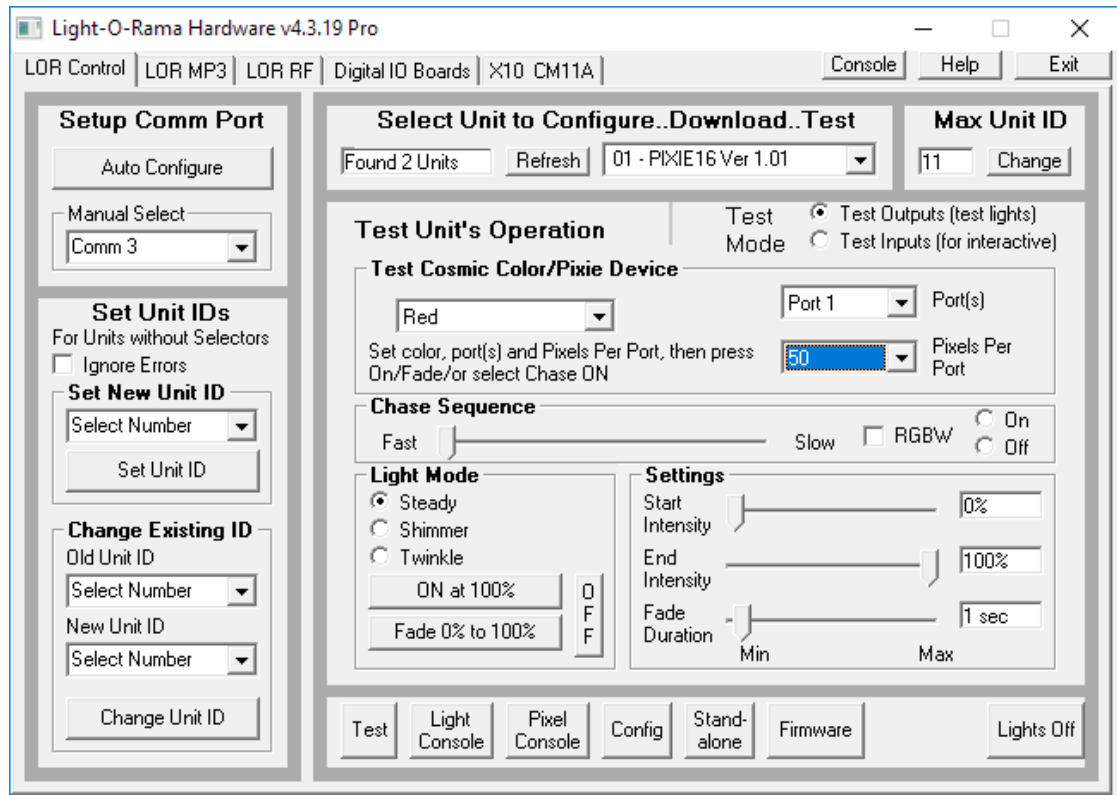 Light-O-Rama Hardware v4.3.19 Pro
LOR Control LOR MP3 LOR RF Digital IO Boards X10 CM11A Console Help Exit
Setup Comm Port
Auto Configure
Manual Select
Comm 3
Set Unit IDs
For Units without Selectors
Ignore Errors
Set New Unit ID
Select Number
Set Unit ID
Change Existing ID
Old Unit ID
Select Number
New Unit ID
Select Number
Change Unit ID
Select Unit to Configure..Download..Test
Found 2 Units Refresh 01 - PIXIE16 Ver 1.01
Max Unit ID
11 Change
Test Unit's Operation
Test Mode
Test Outputs (test lights)
Test Inputs (for interactive)
Test Cosmic Color/Pixie Device
Red
Port 1 Port(s)
Set color, port(s) and Pixels Per Port, then press
On/Fade/or select Chase ON
50 Pixels Per
Port
Chase Sequence
Fast Slow RGBW On
Off
Light Mode
Steady
Shimmer
Twinkle
ON at 100%
Fade 0% to 100%
OFF
Settings
Start
Intensity
0%
End
Intensity
100%
Fade
Duration
1 sec
Min Max
Test
Light
Console
Pixel
Console
Config
Stand-
alone
Firmware
Lights Off